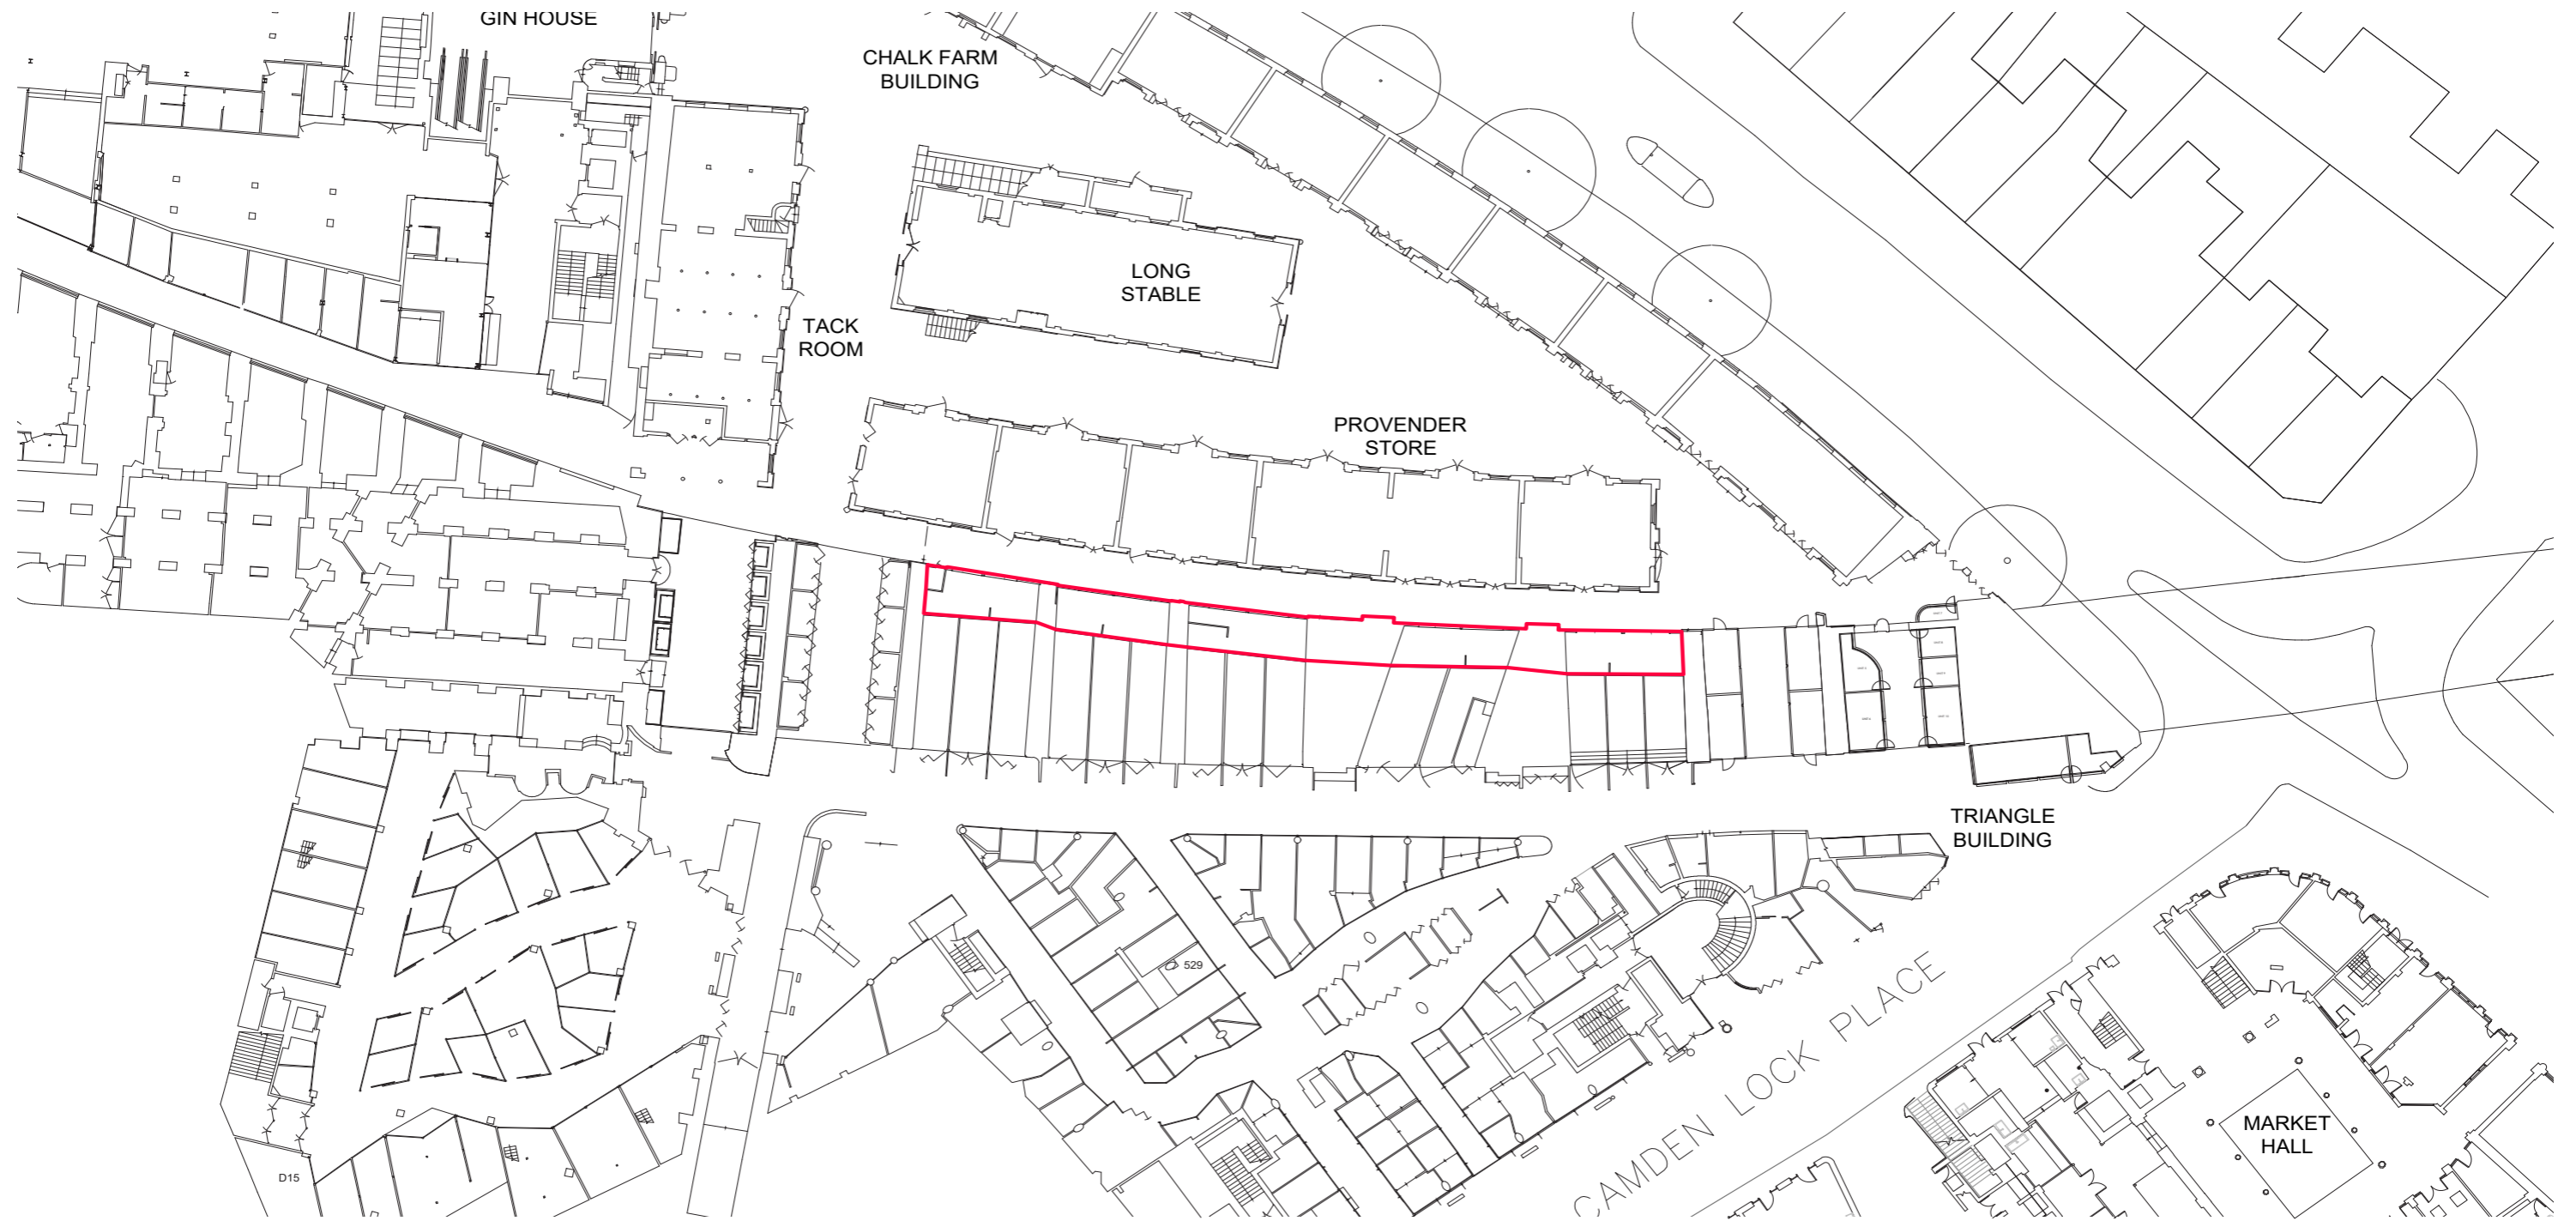 GIN HOUSE
CHALK FARM
BUILDING
LONG
STABLE
TACK
ROOM
PROVENDER
STORE
TRIANGLE
BUILDING
529
CAMDEN LOCK PLACE
MARKET
HALL
D15